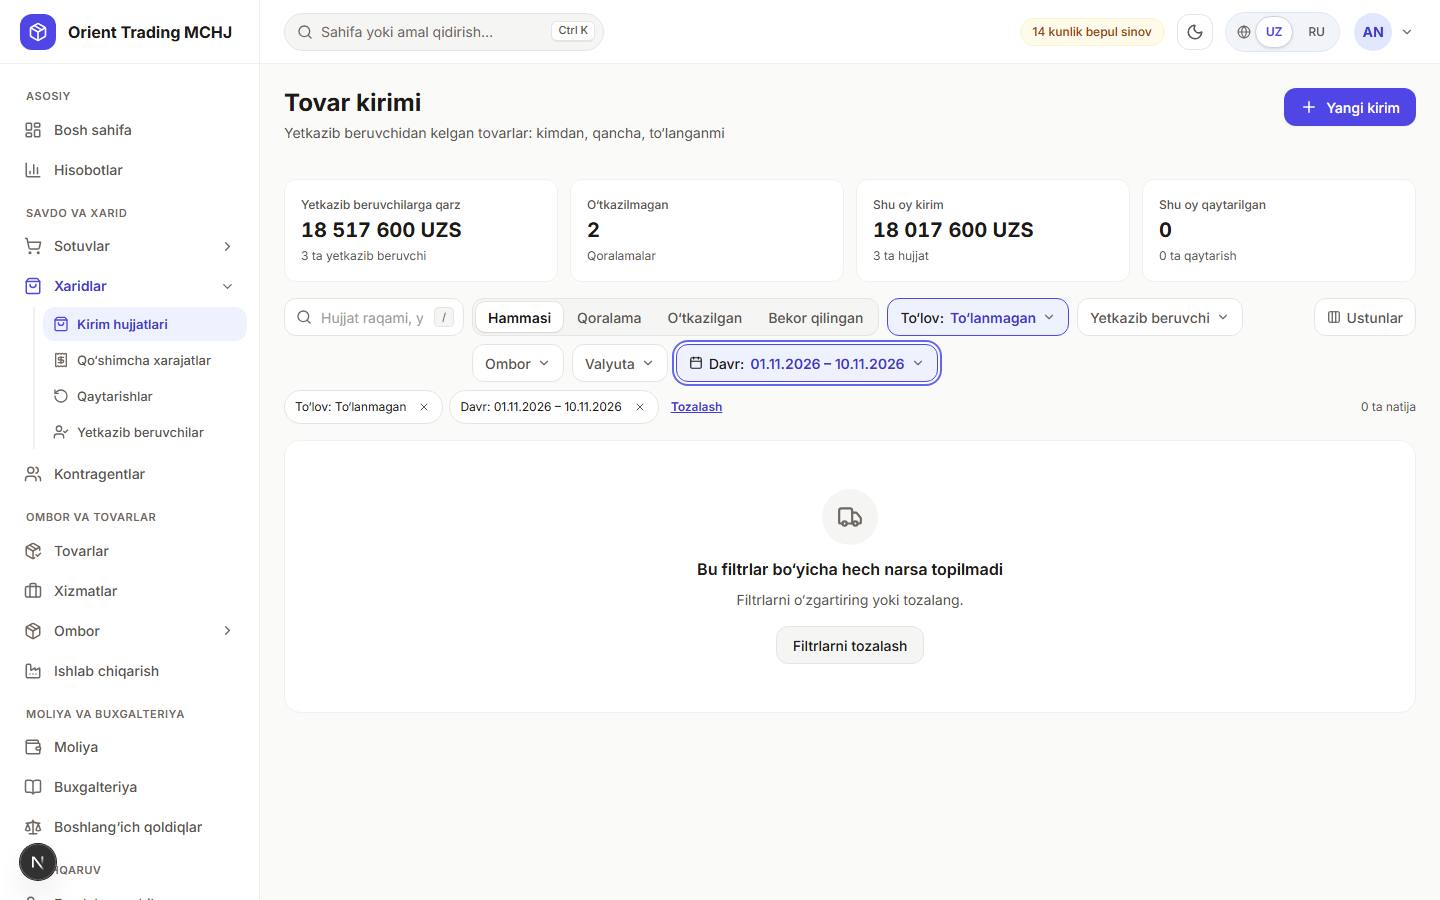 Orient Trading MCHJ
Sahifa yoki amal qidirish...
Ctrl K
14 kunlik bepul sinov
UZ
RU
AN
ASOSIY
Bosh sahifa
Hisobotlar
SAVDO VA XARID
Sotuvlar
Xaridlar
Kirim hujjatlari
Qo‘shimcha xarajatlar
Qaytarishlar
Yetkazib beruvchilar
Kontragentlar
OMBOR VA TOVARLAR
Tovarlar
Xizmatlar
Ombor
Ishlab chiqarish
MOLIYA VA BUXGALTERIYA
Moliya
Buxgalteriya
Boshlang‘ich qoldiqlar
N
Tovar kirimi
Yetkazib beruvchidan kelgan tovarlar: kimdan, qancha, to‘langanmi
Yangi kirim
Yetkazib beruvchilarga qarz
18 517 600 UZS
3 ta yetkazib beruvchi
O‘tkazilmagan
2
Qoralamalar
Shu oy kirim
18 017 600 UZS
3 ta hujjat
Shu oy qaytarilgan
0
0 ta qaytarish
Hujjat raqami, y
/
Hammasi
Qoralama
O‘tkazilgan
Bekor qilingan
To‘lov: To‘lanmagan
Yetkazib beruvchi
Ustunlar
Ombor
Valyuta
Davr: 01.11.2026 – 10.11.2026
To‘lov: To‘lanmagan
Davr: 01.11.2026 – 10.11.2026
Tozalash
0 ta natija
Bu filtrlar bo‘yicha hech narsa topilmadi
Filtrlarni o‘zgartiring yoki tozalang.
Filtrlarni tozalash